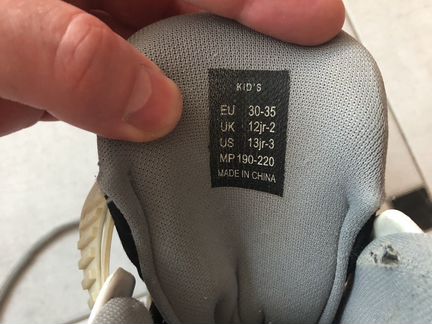 KID'S
EU 30-35
UK 12jr-2
US 13jr-3
MP 190-220
MADE IN CHINA